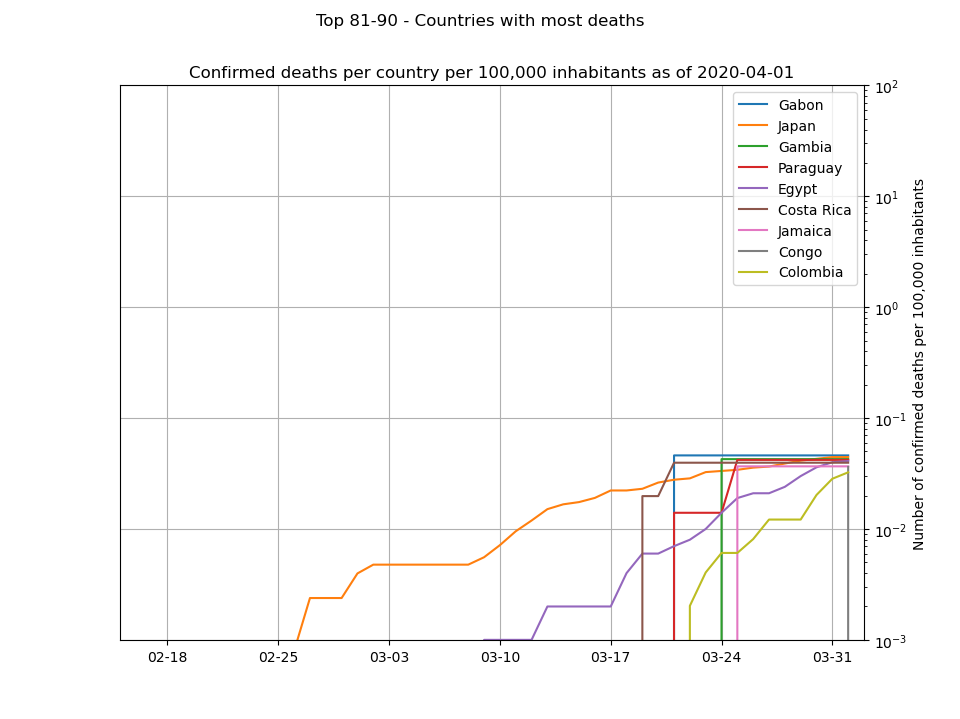 Top 81-90 - Countries with most deaths
Confirmed deaths per country per 100,000 inhabitants as of 2020-04-01
Gabon
Japan
Gambia
Paraguay
Egypt
Costa Rica
Jamaica
Congo
Colombia
10²
10¹
10⁰
10⁻¹
10⁻²
10⁻³
Number of confirmed deaths per 100,000 inhabitants
02-18
02-25
03-03
03-10
03-17
03-24
03-31